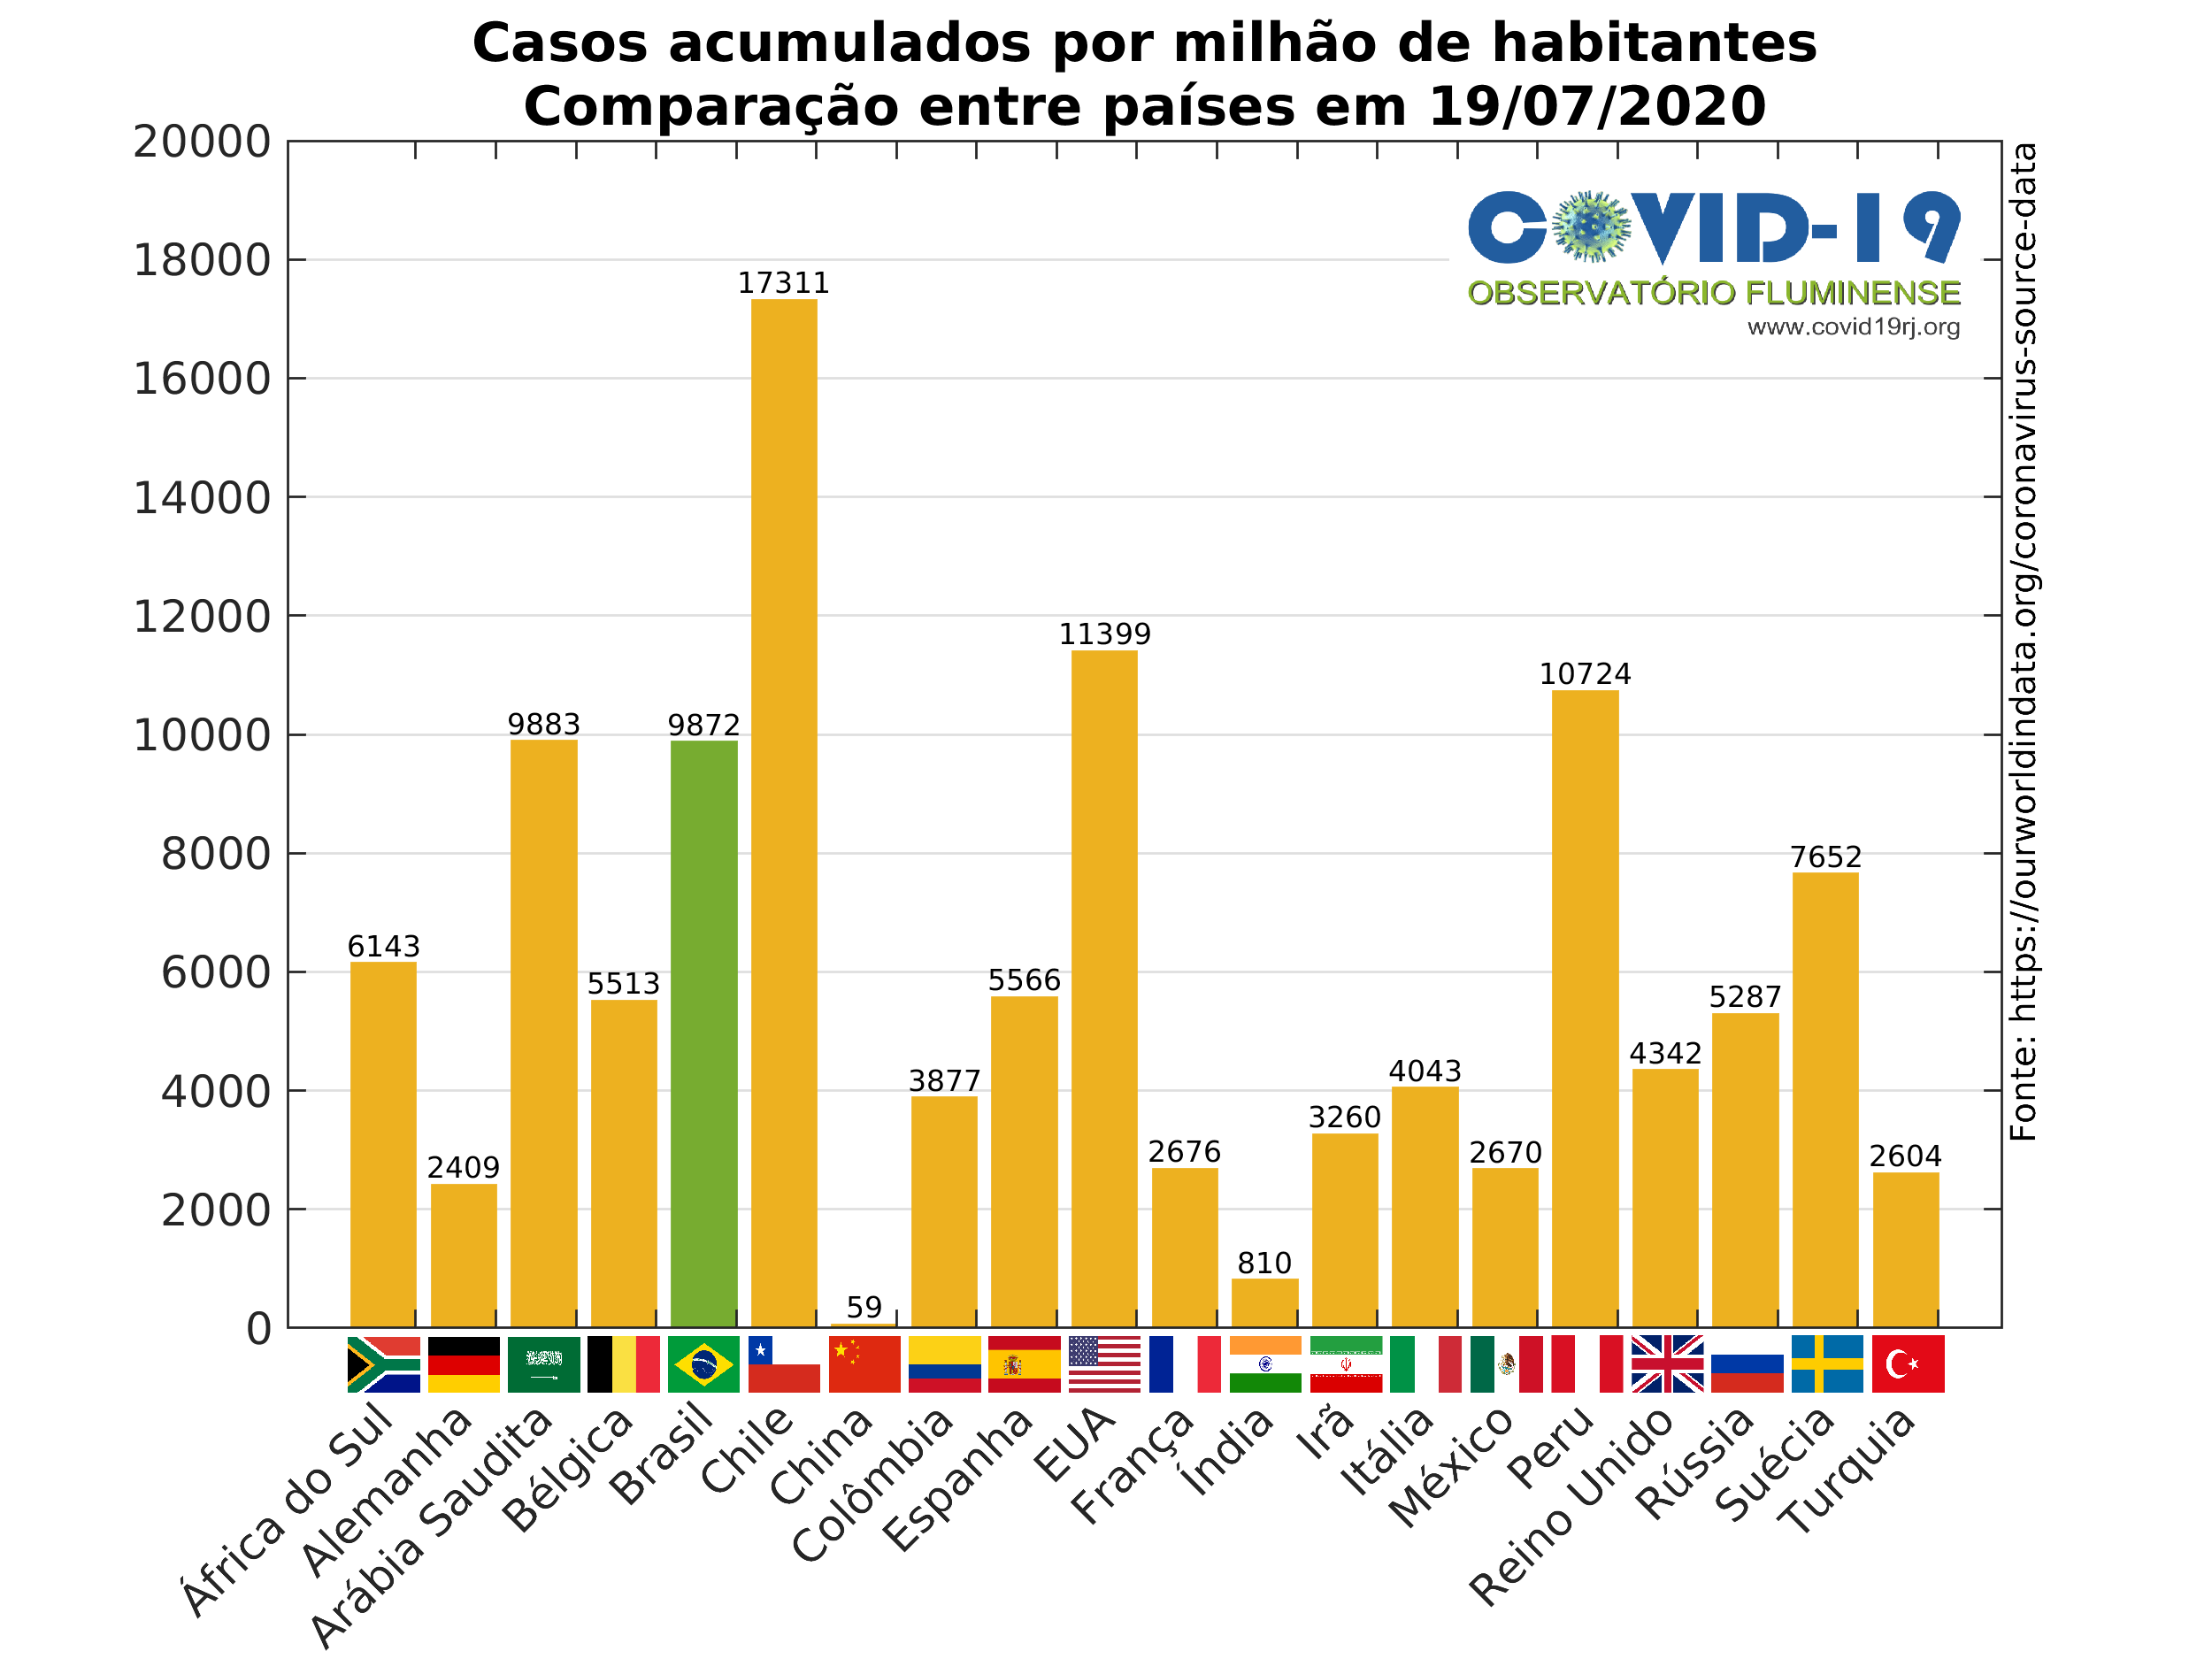 Casos acumulados por milhão de habitantes
Comparação entre países em 19/07/2020
20000
18000
16000
14000
12000
10000
8000
6000
4000
2000
0
6143
2409
9883
5513
9872
17311
59
3877
5566
11399
2676
810
3260
4043
2670
10724
4342
5287
7652
2604
COVID-19
OBSERVATÓRIO FLUMINENSE
www.covid19rj.org
Fonte: https://ourworldindata.org/coronavirus-source-data
África do Sul
Alemanha
Arábia Saudita
Bélgica
Brasil
Chile
China
Colômbia
Espanha
EUA
França
Índia
Irã
Itália
México
Peru
Reino Unido
Rússia
Suécia
Turquia